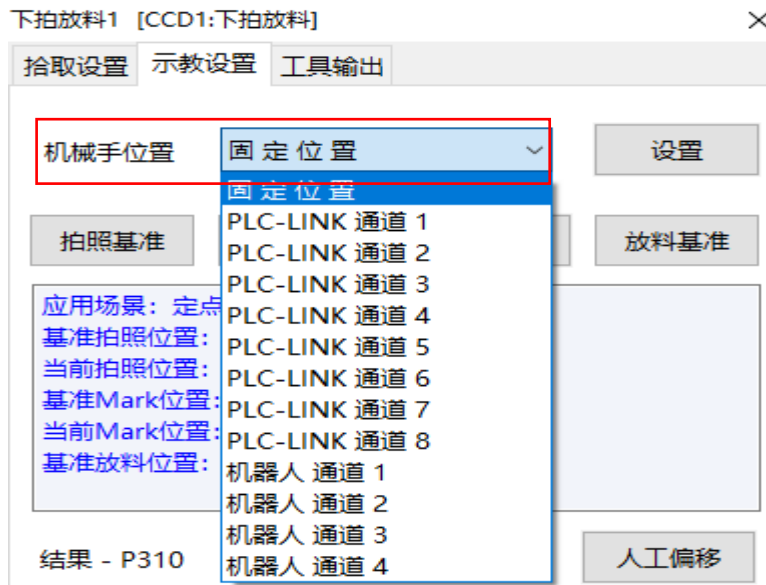 下拍放料1 [CCD1:下拍放料]
拾取设置 示教设置 工具输出
机械手位置 固 定 位 置 设置
固 定 位 置
PLC-LINK 通道 1
PLC-LINK 通道 2
PLC-LINK 通道 3
PLC-LINK 通道 4
PLC-LINK 通道 5
PLC-LINK 通道 6
PLC-LINK 通道 7
PLC-LINK 通道 8
机器人 通道 1
机器人 通道 2
机器人 通道 3
机器人 通道 4
拍照基准 放料基准
应用场景：定点
基准拍照位置：
当前拍照位置：
基准Mark位置：
当前Mark位置：
基准放料位置：
结果 - P310 人工偏移